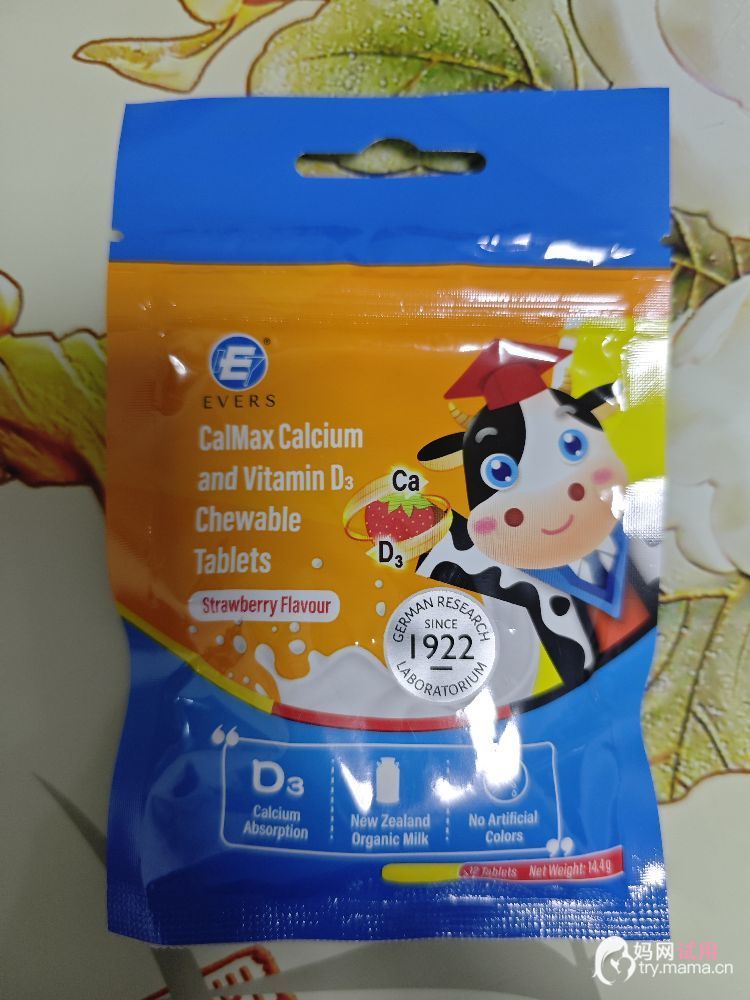 E
®
EVERS
CalMax Calcium
and Vitamin D₃
Chewable
Tablets
Strawberry Flavour
Ca
D₃
GERMAN RESEARCH
SINCE
1922
LABORATORIUM
D₃
Calcium
Absorption
New Zealand
Organic Milk
No Artificial
Colors
12 Tablets Net Weight: 14.4g
妈网试用
try.mama.cn